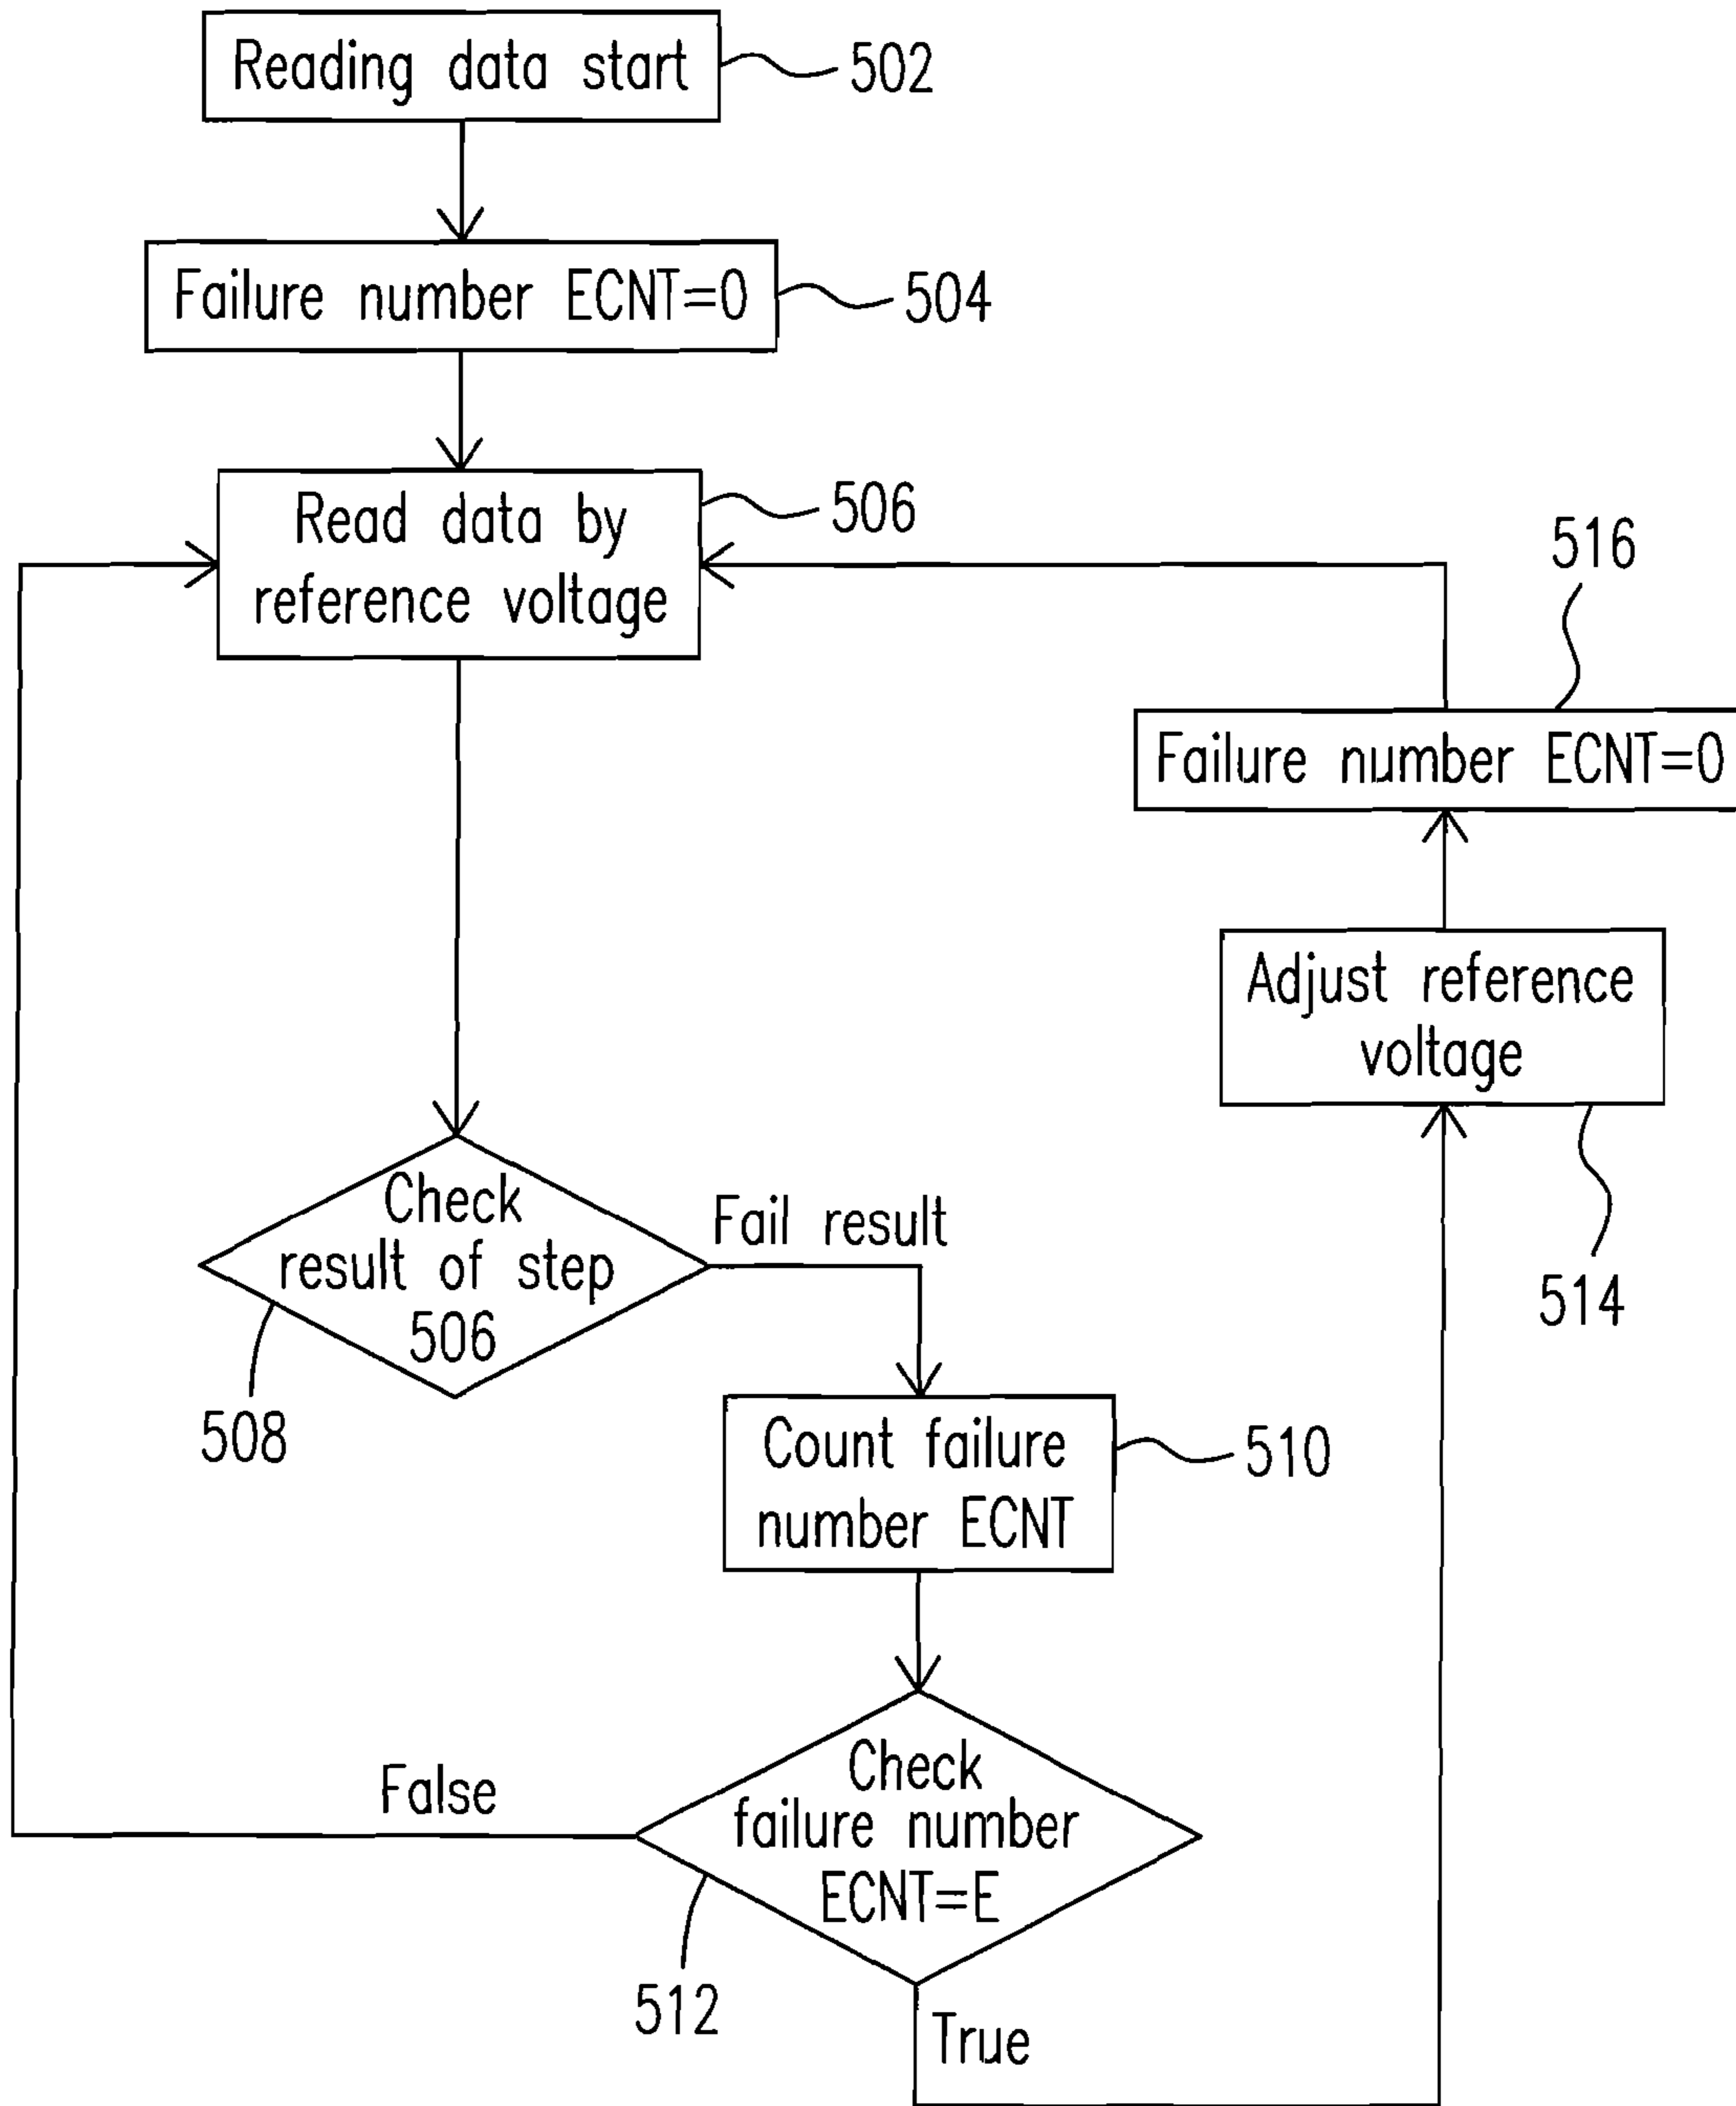 Reading data start
502
Failure number ECNT=0
504
Read data by
reference voltage
506
516
Failure number ECNT=0
Adjust reference
voltage
514
Check
result of step
506
Fail result
508
Count failure
number ECNT
510
Check
failure number
ECNT=E
False
512
True